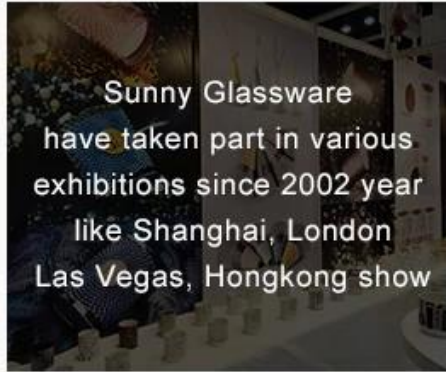 Sunny Glassware
have taken part in various
exhibitions since 2002 year
like Shanghai, London
Las Vegas, Hongkong show